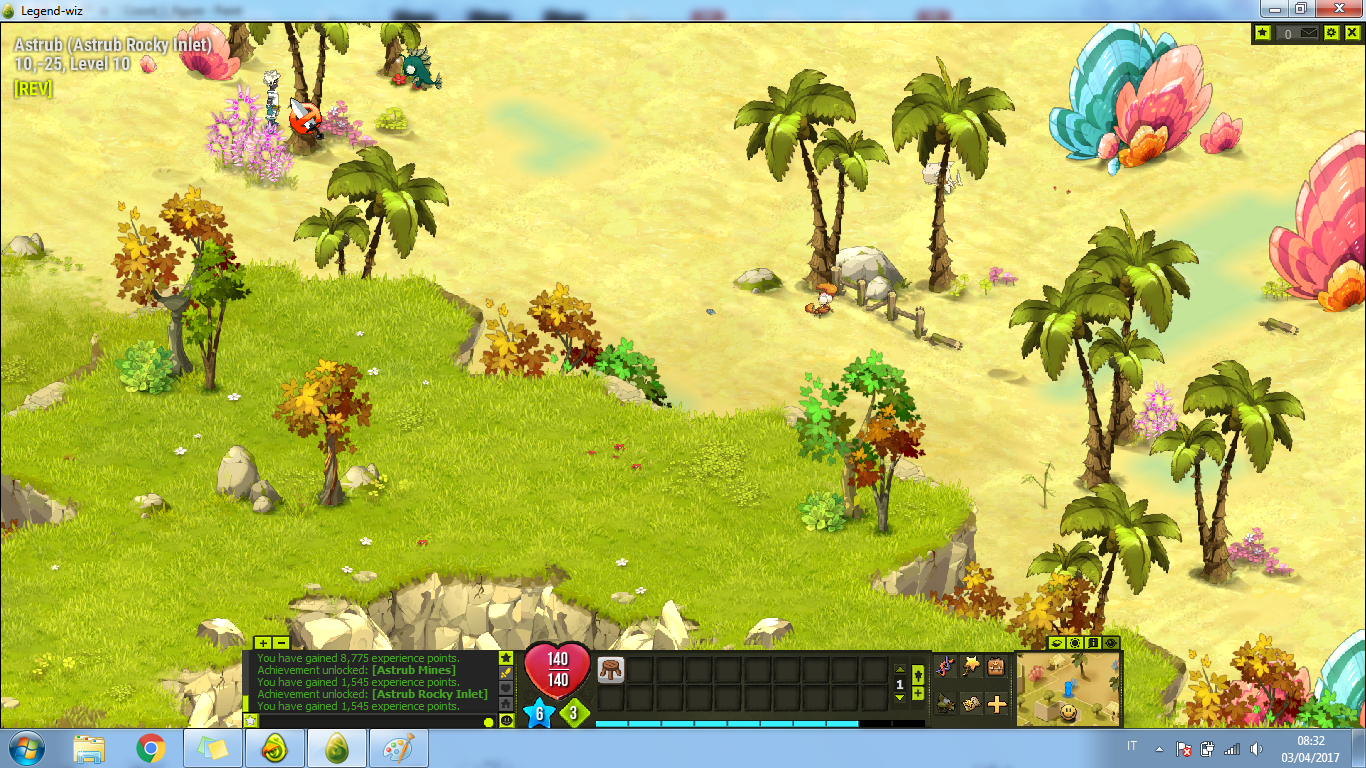 Legend-wiz
Astrub (Astrub Rocky Inlet)
10,-25, Level 10
[REV]
0
You have gained 8,775 experience points.
Achievement unlocked: [Astrub Mines]
You have gained 1,545 experience points.
Achievement unlocked: [Astrub Rocky Inlet]
You have gained 1,545 experience points.
140
140
6
3
1
IT
08:32
03/04/2017